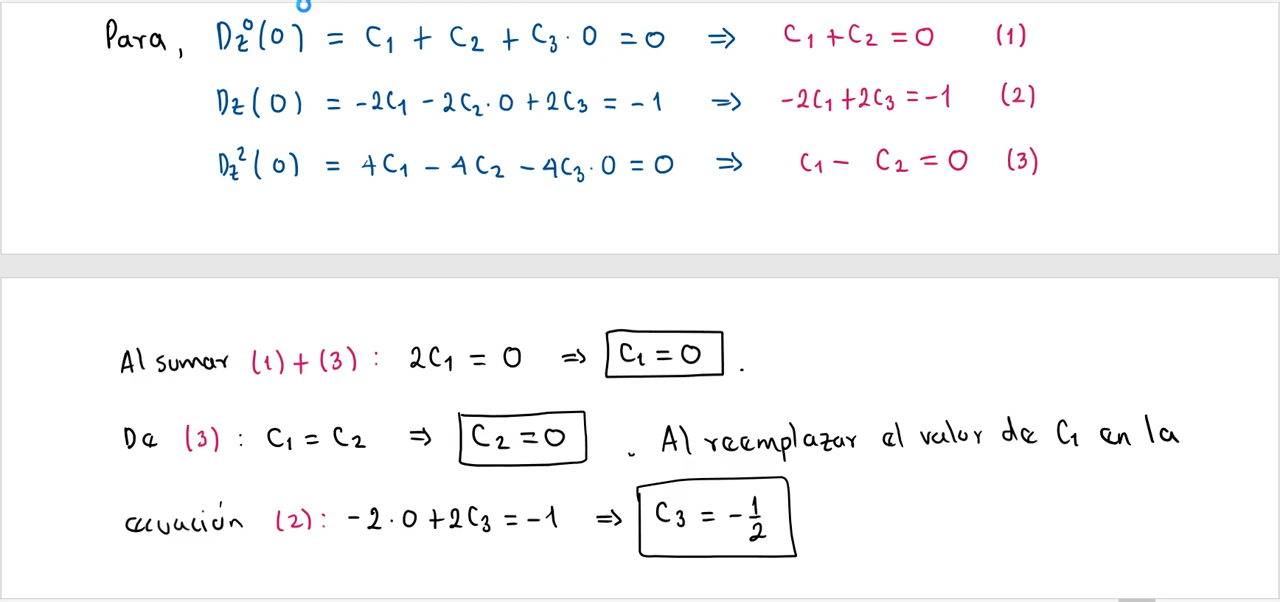 Para, Dz⁰(0) = C₁ + C₂ + C₃·0 = 0 ⇒ C₁ + C₂ = 0 (1)
Dz(0) = -2C₁ - 2C₂·0 + 2C₃ = -1 ⇒ -2C₁ + 2C₃ = -1 (2)
Dz²(0) = 4C₁ - 4C₂ - 4C₃·0 = 0 ⇒ C₁ - C₂ = 0 (3)
Al sumar (1)+(3): 2C₁ = 0 ⇒ C₁ = 0.
De (3): C₁ = C₂ ⇒ C₂ = 0. Al reemplazar el valor de C₁ en la
ecuación (2): -2·0 + 2C₃ = -1 ⇒ C₃ = -1/2